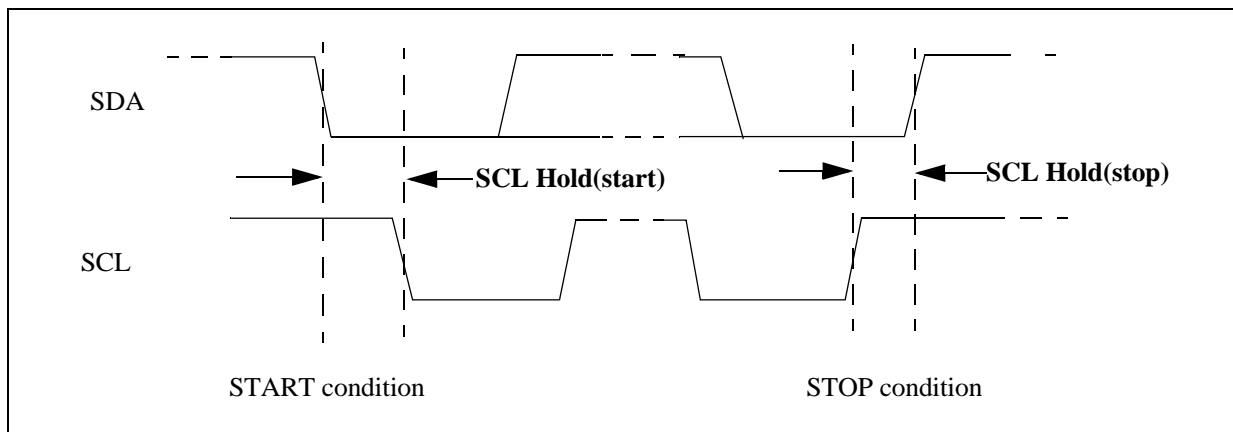 SDA
SCL Hold(start)
SCL Hold(stop)
SCL
START condition
STOP condition